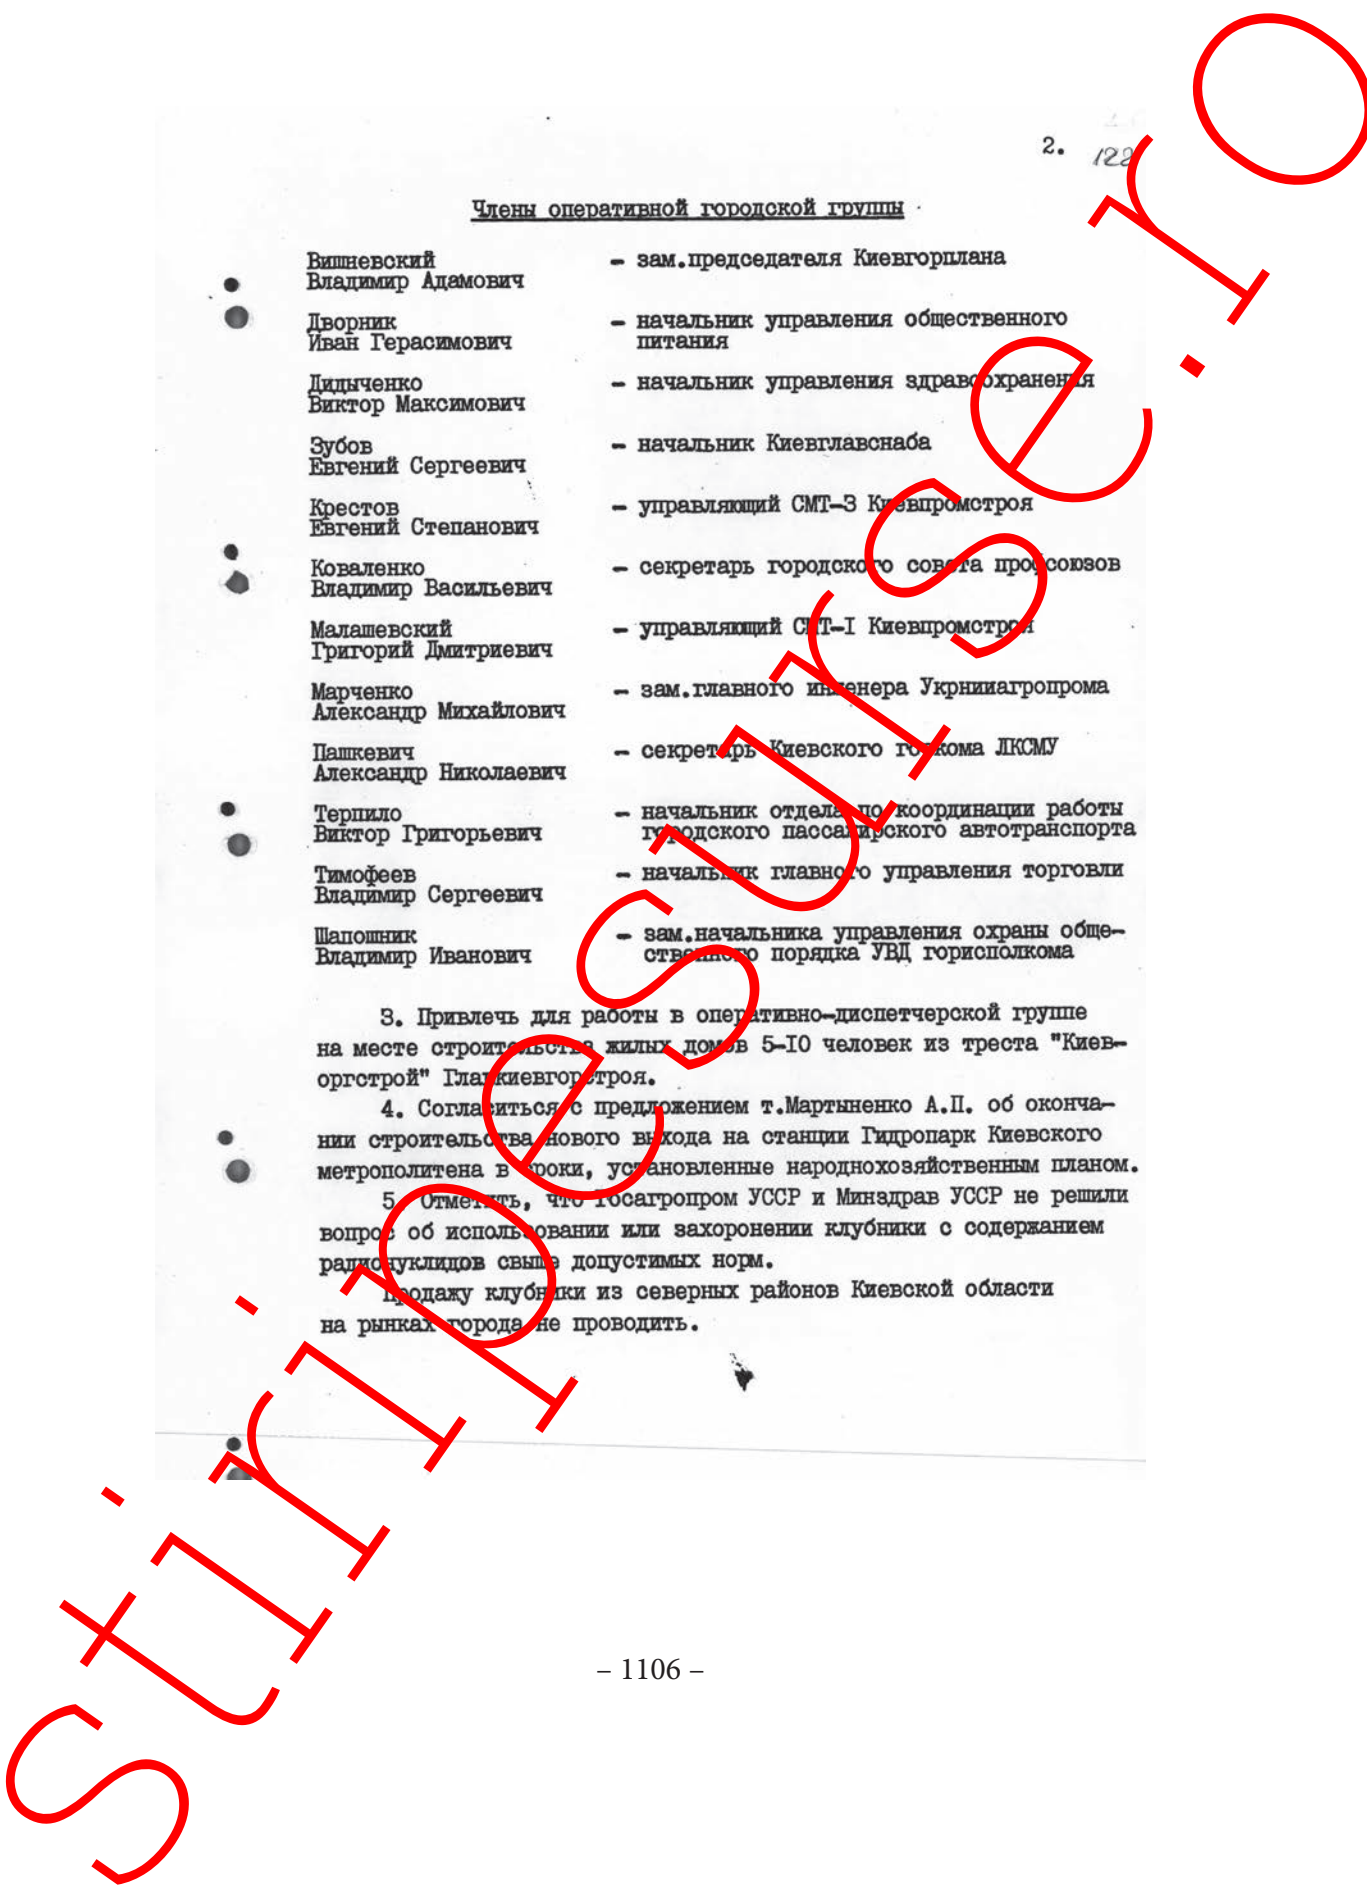 2.
122
Члены оперативной городской группы
Вишневский
Владимир Адамович
– зам.председателя Киевгорплана
Дворник
Иван Герасимович
– начальник управления общественного
питания
Дидыченко
Виктор Максимович
– начальник управления здравоохранения
Зубов
Евгений Сергеевич
– начальник Киевглавснаба
Крестов
Евгений Степанович
– управляющий СМТ-3 Киевпромстроя
Коваленко
Владимир Васильевич
– секретарь городского совета профсоюзов
Малашевский
Григорий Дмитриевич
– управляющий СМТ-I Киевпромстроя
Марченко
Александр Михайлович
– зам.главного инженера Укрнииагропрома
Пашкевич
Александр Николаевич
– секретарь Киевского горкома ЛКСМУ
Терпило
Виктор Григорьевич
– начальник отдела по координации работы
городского пассажирского автотранспорта
Тимофеев
Владимир Сергеевич
– начальник главного управления торговли
Шапошник
Владимир Иванович
– зам.начальника управления охраны обще-
ственного порядка УВД горисполкома
3. Привлечь для работы в оперативно-диспетчерской группе
на месте строительства жилых домов 5-IO человек из треста "Киев-
оргстрой" Главкиевгорстроя.
4. Согласиться с предложением т.Мартыненко А.П. об оконча-
нии строительства нового выхода на станции Гидропарк Киевского
метрополитена в сроки, установленные народнохозяйственным планом.
5. Отметить, что Госагропром УССР и Минздрав УССР не решили
вопрос об использовании или захоронении клубники с содержанием
радионуклидов свыше допустимых норм.
Продажу клубники из северных районов Киевской области
на рынках города не проводить.
– 1106 –
stiripesurse.ro